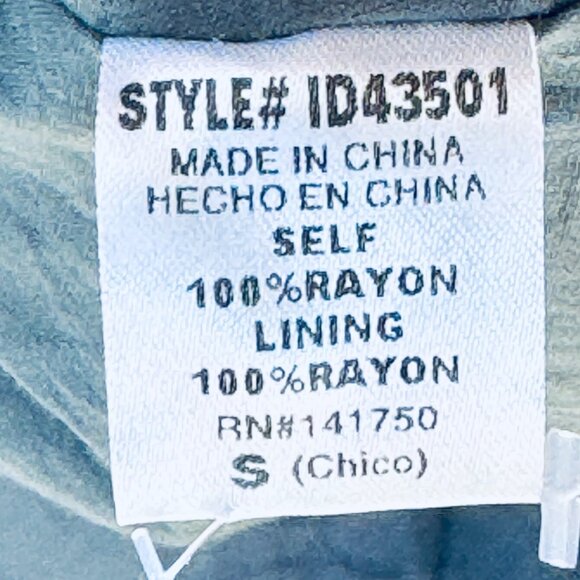 STYLE# ID43501
MADE IN CHINA
HECHO EN CHINA
SELF
100%RAYON
LINING
100%RAYON
RN#141750
S (Chico)